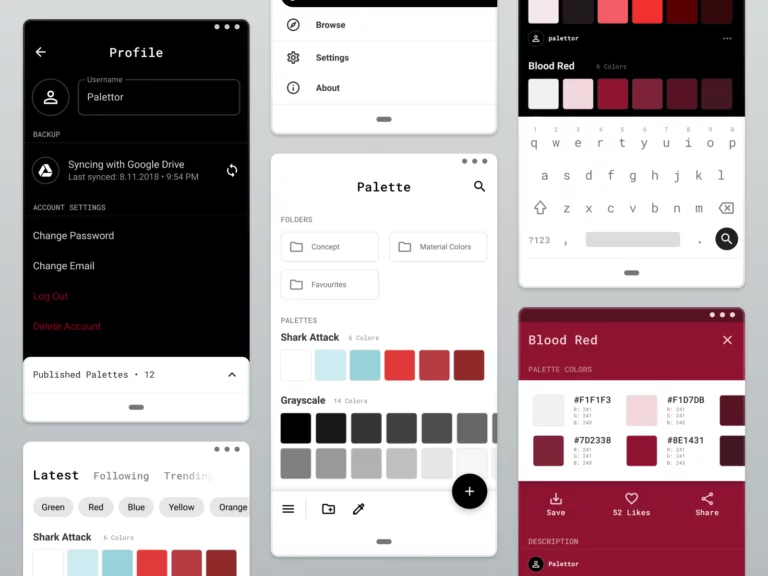 Profile
Username
Palettor
BACKUP
Syncing with Google Drive
Last synced: 8.11.2018 • 9:54 PM
ACCOUNT SETTINGS
Change Password
Change Email
Log Out
Delete Account
Published Palettes • 12
Latest Following Trending
Green Red Blue Yellow Orange
Shark Attack 6 Colors
Browse
Settings
About
Palette
FOLDERS
Concept Material Colors
Favourites
PALETTES
Shark Attack 6 Colors
Grayscale 14 Colors
palettor
Blood Red 6 Colors
1 2 3 4 5 6 7 8 9 0
q w e r t y u i o p
a s d f g h j k l
z x c v b n m
?123 , .
Blood Red
PALETTE COLORS
#F1F1F3 #F1D7DB
R: 241 R: 241
G: 241 G: 241
B: 243 B: 243
#7D2338 #8E1431
R: 241 R: 241
G: 241 G: 241
B: 243 B: 243
Save 52 Likes Share
DESCRIPTION
Palettor